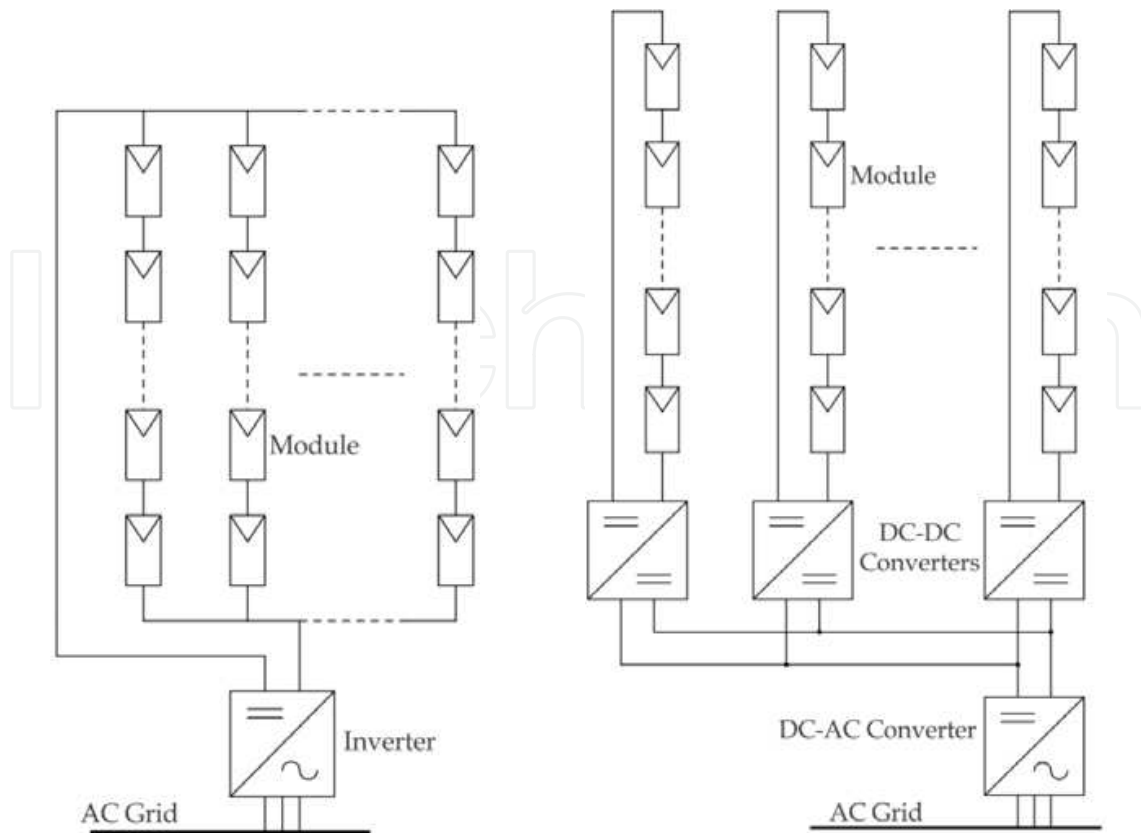 Module
Inverter
AC Grid
Module
DC-DC
Converters
DC-AC Converter
AC Grid